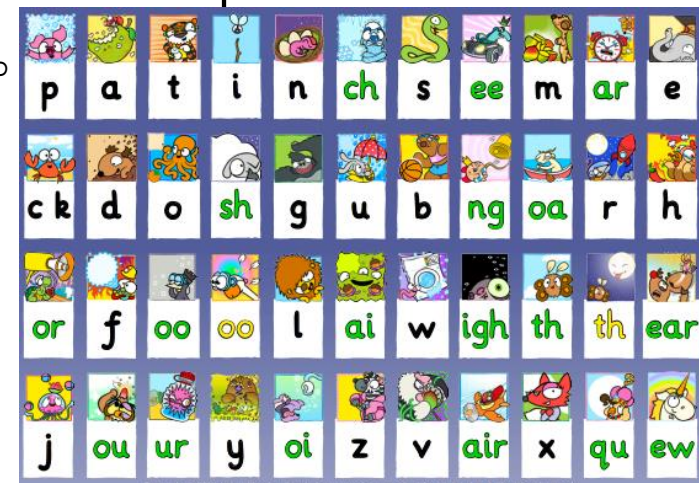 o
p a t i n ch s ee m ar e
c k d o sh g u b ng oa r h
or f oo oo l ai w igh th th ear
j ou ur y oi z v air x qu ew